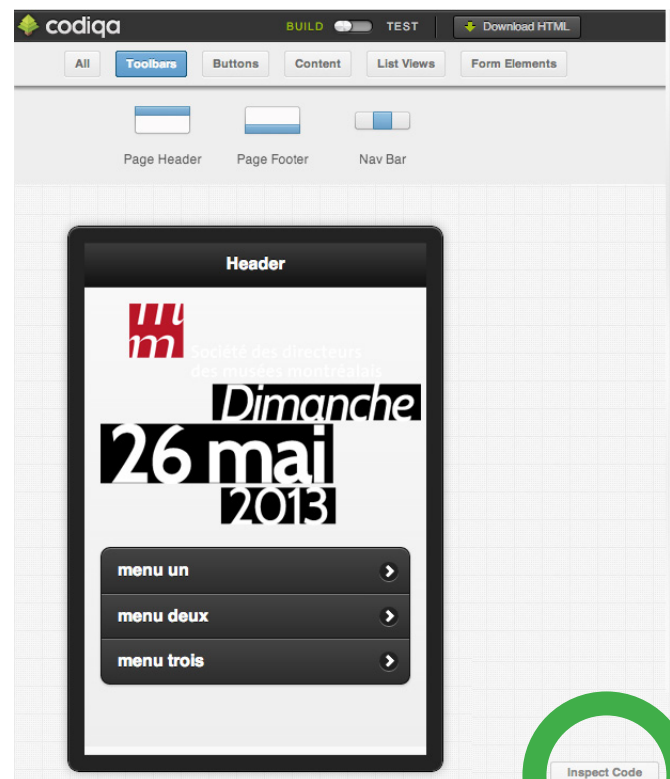 codiqa BUILD TEST Download HTML
All Toolbars Buttons Content List Views Form Elements
Page Header Page Footer Nav Bar
Header
m
m
Société des directeurs
des musées montréalais
Dimanche
26 mai
2013
menu un
menu deux
menu trois
Inspect Code